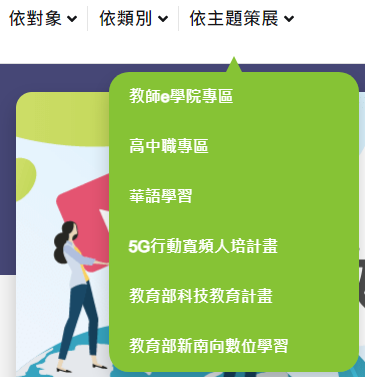 依對象 依類別 依主題策展
教師e學院專區
高中職專區
華語學習
5G行動寬頻人培計畫
教育部科技教育計畫
教育部新南向數位學習